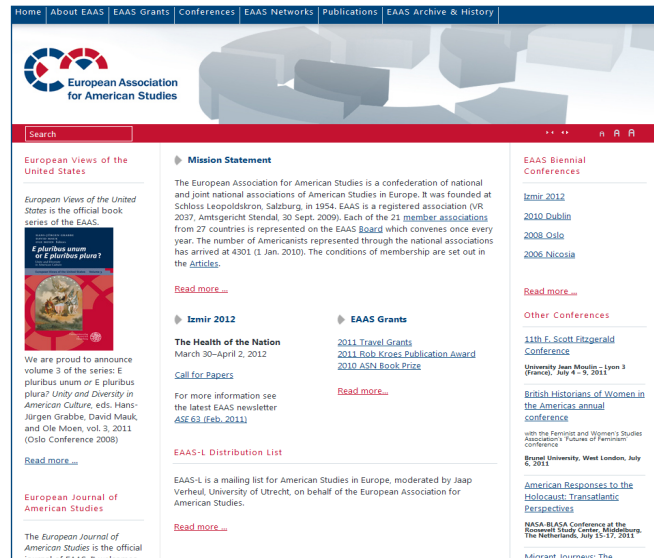 Home
About EAAS
EAAS Grants
Conferences
EAAS Networks
Publications
EAAS Archive & History
European Association
for American Studies
Search
A A A
European Views of the
United States
European Views of the United
States is the official book
series of the EAAS.
E pluribus unum
or E pluribus plura?
We are proud to announce
volume 3 of the series: E
pluribus unum or E pluribus
plura? Unity and Diversity in
American Culture, eds. Hans-
Jürgen Grabbe, David Mauk,
and Ole Moen, vol. 3, 2011
(Oslo Conference 2008)
Read more ...
European Journal of
American Studies
The European Journal of
American Studies is the official
Mission Statement
The European Association for American Studies is a confederation of national
and joint national associations of American Studies in Europe. It was founded at
Schloss Leopoldskron, Salzburg, in 1954. EAAS is a registered association (VR
2037, Amtsgericht Stendal, 30 Sept. 2009). Each of the 21 member associations
from 27 countries is represented on the EAAS Board which convenes once every
year. The number of Americanists represented through the national associations
has arrived at 4301 (1 Jan. 2010). The conditions of membership are set out in
the Articles.
Read more ...
Izmir 2012
The Health of the Nation
March 30–April 2, 2012
Call for Papers
For more information see
the latest EAAS newsletter
ASE 63 (Feb. 2011)
EAAS Grants
2011 Travel Grants
2011 Rob Kroes Publication Award
2010 ASN Book Prize
Read more...
EAAS-L Distribution List
EAAS-L is a mailing list for American Studies in Europe, moderated by Jaap
Verheul, University of Utrecht, on behalf of the European Association for
American Studies.
Read more ...
EAAS Biennial
Conferences
Izmir 2012
2010 Dublin
2008 Oslo
2006 Nicosia
Read more ...
Other Conferences
11th F. Scott Fitzgerald
Conference
University Jean Moulin – Lyon 3
(France), July 4 – 9, 2011
British Historians of Women in
the Americas annual
conference
with the Feminist and Women's Studies
Association's 'Futures of Feminism'
conference
Brunel University, West London, July
6, 2011
American Responses to the
Holocaust: Transatlantic
Perspectives
NASA-BLASA Conference at the
Roosevelt Study Center, Middelburg,
The Netherlands, July 15-17, 2011
Migrant Journeys: The